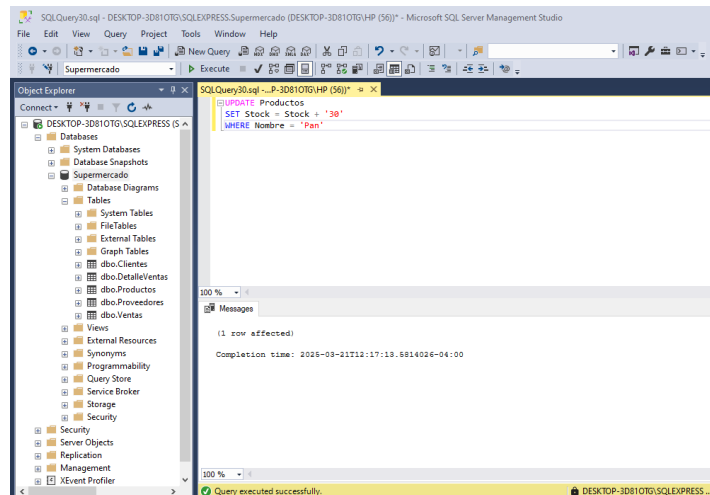 SQLQuery30.sql - DESKTOP-3D81OTG\SQLEXPRESS.Supermercado (DESKTOP-3D81OTG\HP (56))* - Microsoft SQL Server Management Studio
File Edit View Query Project Tools Window Help
New Query
Supermercado
Execute
Object Explorer
SQLQuery30.sql -...P-3D81OTG\HP (56))*
Connect
UPDATE Productos
SET Stock = Stock + '30'
WHERE Nombre = 'Pan'
DESKTOP-3D81OTG\SQLEXPRESS (S
Databases
System Databases
Database Snapshots
Supermercado
Database Diagrams
Tables
System Tables
FileTables
External Tables
Graph Tables
dbo.Clientes
dbo.DetalleVentas
dbo.Productos
dbo.Proveedores
dbo.Ventas
Views
External Resources
Synonyms
Programmability
Query Store
Service Broker
Storage
Security
Security
Server Objects
Replication
Management
XEvent Profiler
100 %
Messages
(1 row affected)
Completion time: 2025-03-21T12:17:13.5814026-04:00
100 %
Query executed successfully.
DESKTOP-3D81OTG\SQLEXPRESS ...